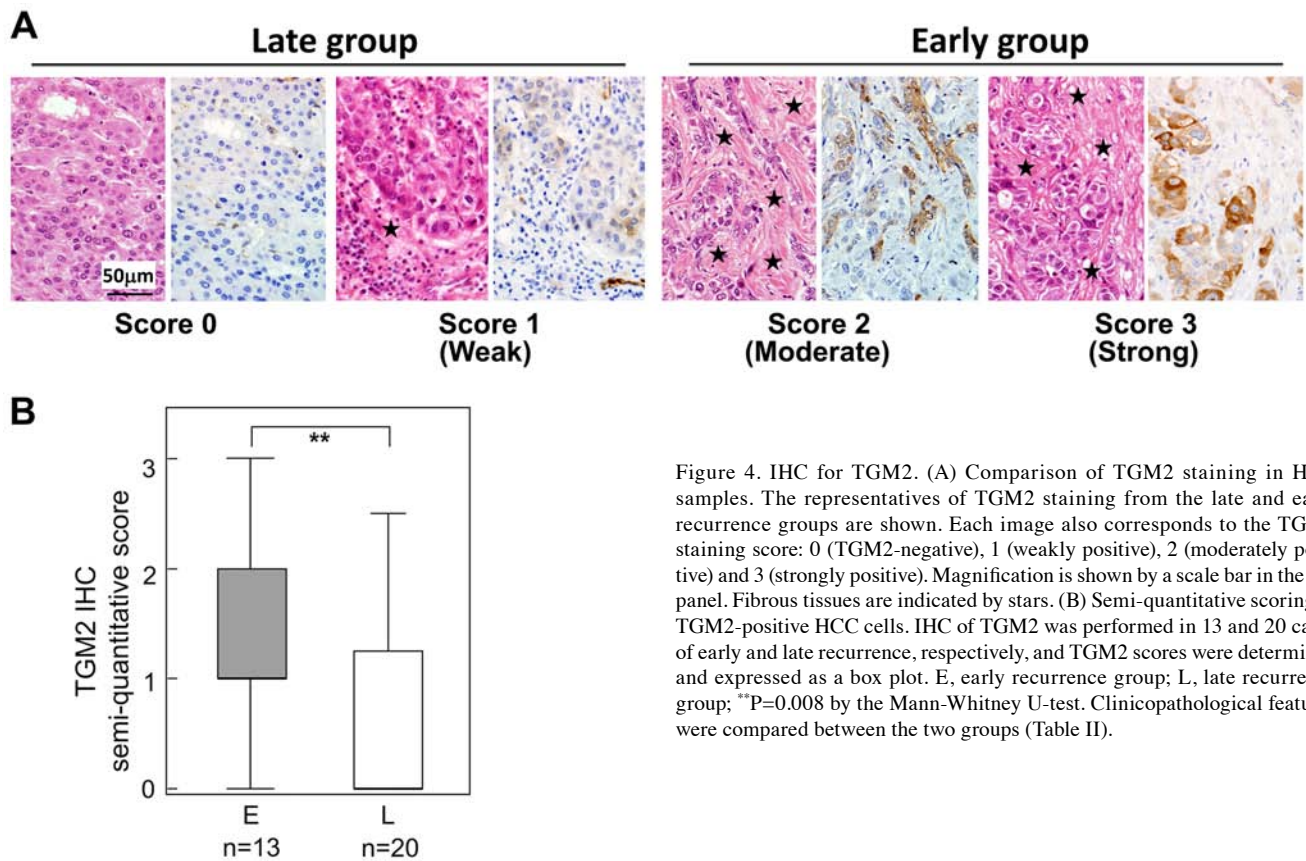 A
Late group
Early group
50μm
Score 0
Score 1
(Weak)
Score 2
(Moderate)
Score 3
(Strong)
B
**
TGM2 IHC
semi-quantitative score
3
2
1
0
E
L
n=13
n=20
Figure 4. IHC for TGM2. (A) Comparison of TGM2 staining in H
samples. The representatives of TGM2 staining from the late and ea
recurrence groups are shown. Each image also corresponds to the TG
staining score: 0 (TGM2-negative), 1 (weakly positive), 2 (moderately p
tive) and 3 (strongly positive). Magnification is shown by a scale bar in the
panel. Fibrous tissues are indicated by stars. (B) Semi-quantitative scoring
TGM2-positive HCC cells. IHC of TGM2 was performed in 13 and 20 ca
of early and late recurrence, respectively, and TGM2 scores were determi
and expressed as a box plot. E, early recurrence group; L, late recurre
group; **P=0.008 by the Mann-Whitney U-test. Clinicopathological featu
were compared between the two groups (Table II).